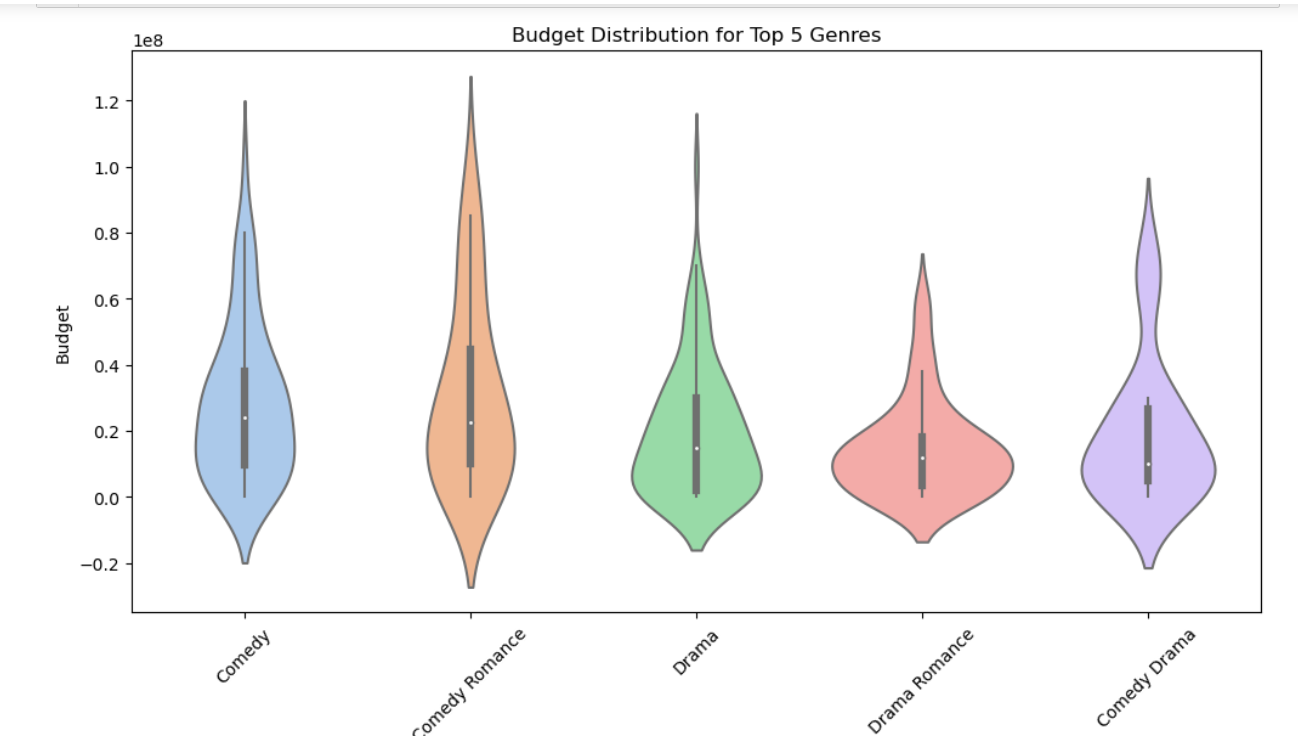 Budget Distribution for Top 5 Genres
1e8
1.2
1.0
0.8
0.6
0.4
0.2
0.0
−0.2
Budget
Comedy
Comedy Romance
Drama
Drama Romance
Comedy Drama